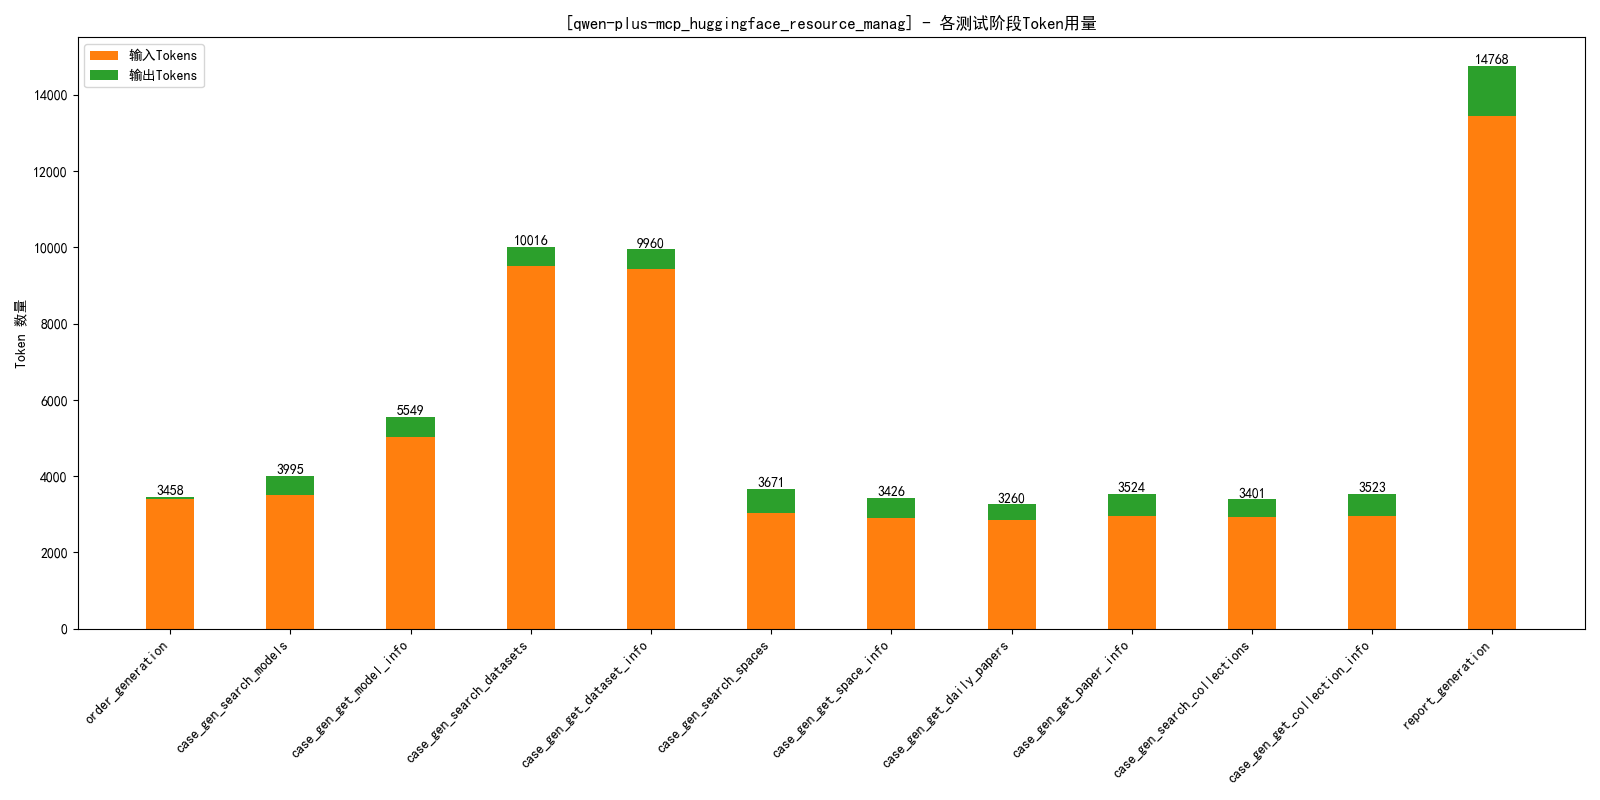 [qwen-plus-mcp_huggingface_resource_manag] - 各测试阶段Token用量
输入Tokens
输出Tokens
Token 数量
14000
12000
10000
8000
6000
4000
2000
0
3458
3995
5549
10016
9960
3671
3426
3260
3524
3401
3523
14768
order_generation
case_gen_search_models
case_gen_get_model_info
case_gen_search_datasets
case_gen_get_dataset_info
case_gen_search_spaces
case_gen_get_space_info
case_gen_get_daily_papers
case_gen_get_paper_info
case_gen_search_collections
case_gen_get_collection_info
report_generation